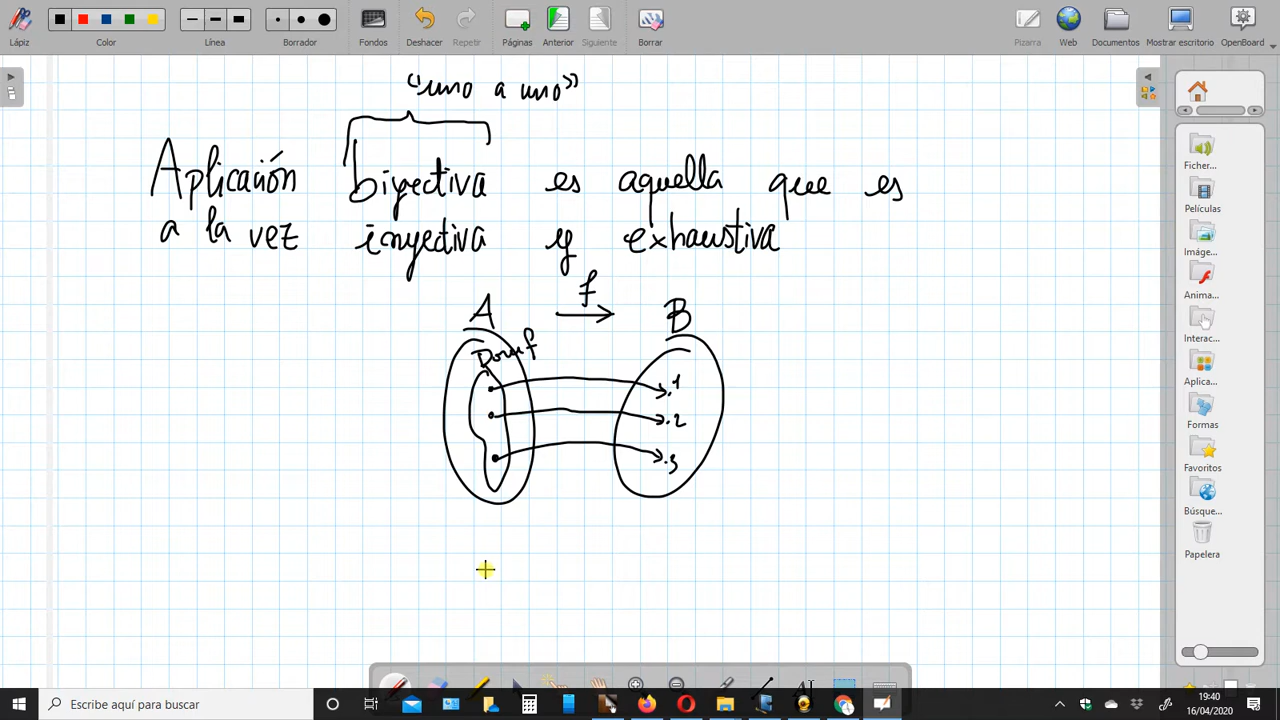 Lápiz Color Línea Borrador Fondos Deshacer Repetir Páginas Anterior Siguiente Borrar Pizarra Web Documentos Mostrar escritorio OpenBoard
"uno a uno"
Aplicación biyectiva es aquella que es
a la vez inyectiva y exhaustiva
f
A B
Dom f
.1
.2
.3
Ficher...
Películas
Imáge...
Anima...
Interac...
Aplica...
Formas
Favoritos
Búsque...
Papelera
Escribe aquí para buscar
19:40
16/04/2020